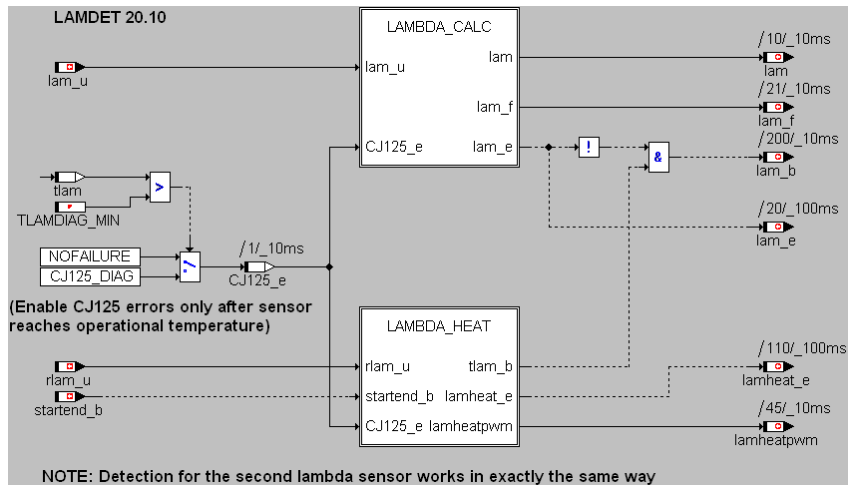 LAMDET 20.10
LAMBDA_CALC
/10/_10ms
lam_u
lam_u
lam
lam
/21/_10ms
lam_f
lam_f
/200/_10ms
CJ125_e
lam_e
!
&
lam_b
tlam
>
TLAMDIAG_MIN
/20/_100ms
lam_e
NOFAILURE
CJ125_DIAG
/1/_10ms
CJ125_e
(Enable CJ125 errors only after sensor
reaches operational temperature)
LAMBDA_HEAT
/110/_100ms
rlam_u
rlam_u
tlam_b
lamheat_e
startend_b
startend_b
lamheat_e
/45/_10ms
CJ125_e
lamheatpwm
lamheatpwm
NOTE: Detection for the second lambda sensor works in exactly the same way